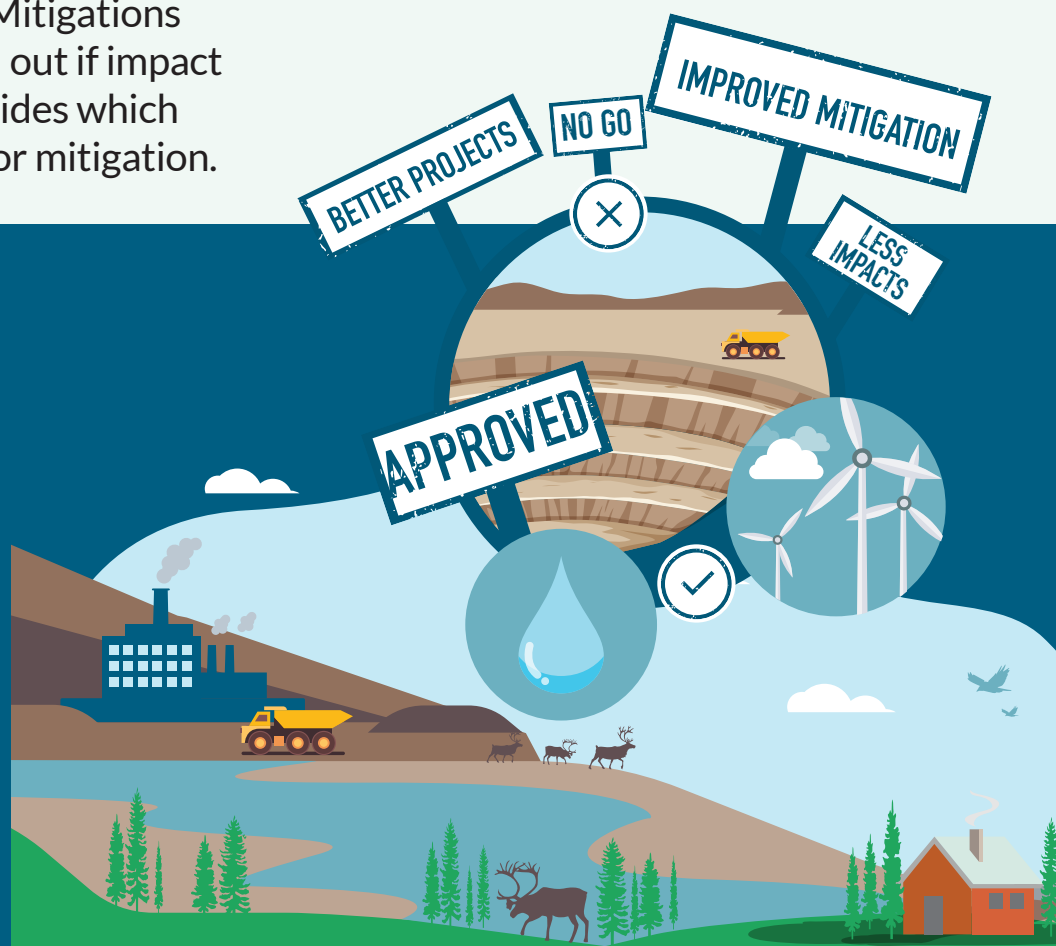 Mitigations
out if impact
ides which
or mitigation.
BETTER PROJECTS
NO GO
IMPROVED MITIGATION
LESS
IMPACTS
APPROVED